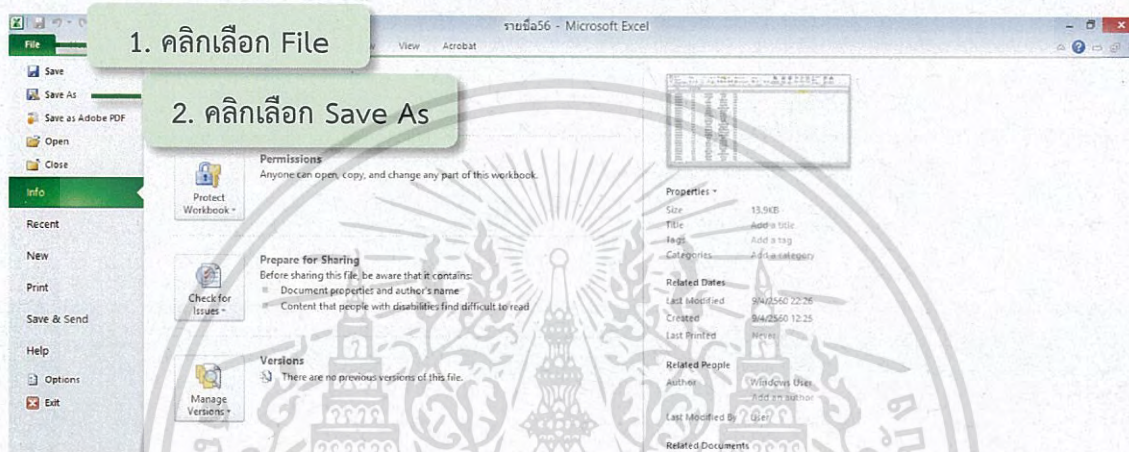 รายชื่อ56 - Microsoft Excel
File
View
Acrobat
1. คลิกเลือก File
Save
Save As
2. คลิกเลือก Save As
Save as Adobe PDF
Open
Close
Info
Recent
New
Print
Save & Send
Help
Options
Exit
Protect
Workbook
Permissions
Anyone can open, copy, and change any part of this workbook.
Check for
Issues
Prepare for Sharing
Before sharing this file, be aware that it contains:
Document properties and author's name
Content that people with disabilities find difficult to read
Manage
Versions
Versions
There are no previous versions of this file.
Properties
Size 13.9KB
Title Add a title
Tags Add a tag
Categories Add a category
Related Dates
Last Modified 9/4/2560 22:26
Created 9/4/2560 12:25
Last Printed Never
Related People
Author Windows User
Add an author
Last Modified By User
Related Documents